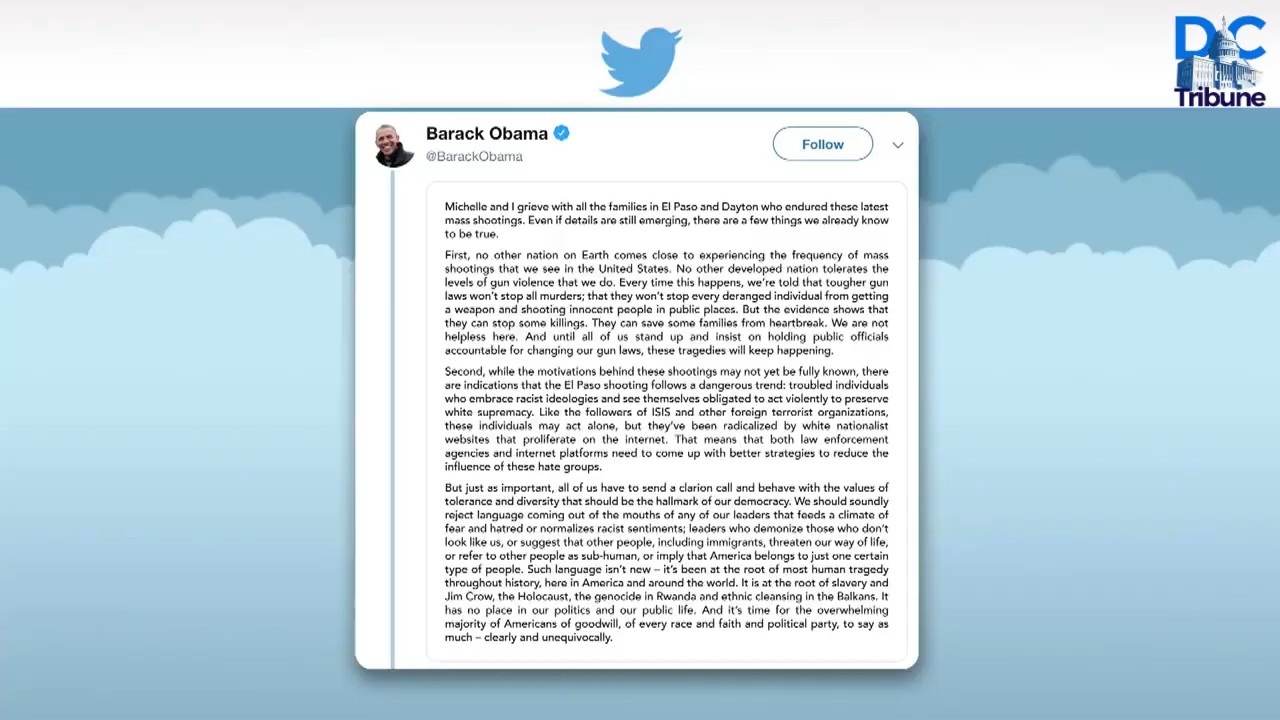 DC
Tribune
Barack Obama
@BarackObama
Follow
Michelle and I grieve with all the families in El Paso and Dayton who endured these latest
mass shootings. Even if details are still emerging, there are a few things we already know
to be true.
First, no other nation on Earth comes close to experiencing the frequency of mass
shootings that we see in the United States. No other developed nation tolerates the
levels of gun violence that we do. Every time this happens, we're told that tougher gun
laws won't stop all murders; that they won't stop every deranged individual from getting
a weapon and shooting innocent people in public places. But the evidence shows that
they can stop some killings. They can save some families from heartbreak. We are not
helpless here. And until all of us stand up and insist on holding public officials
accountable for changing our gun laws, these tragedies will keep happening.
Second, while the motivations behind these shootings may not yet be fully known, there
are indications that the El Paso shooting follows a dangerous trend: troubled individuals
who embrace racist ideologies and see themselves obligated to act violently to preserve
white supremacy. Like the followers of ISIS and other foreign terrorist organizations,
these individuals may act alone, but they've been radicalized by white nationalist
websites that proliferate on the internet. That means that both law enforcement
agencies and internet platforms need to come up with better strategies to reduce the
influence of these hate groups.
But just as important, all of us have to send a clarion call and behave with the values of
tolerance and diversity that should be the hallmark of our democracy. We should soundly
reject language coming out of the mouths of any of our leaders that feeds a climate of
fear and hatred or normalizes racist sentiments; leaders who demonize those who don't
look like us, or suggest that other people, including immigrants, threaten our way of life,
or refer to other people as sub-human, or imply that America belongs to just one certain
type of people. Such language isn't new – it's been at the root of most human tragedy
throughout history, here in America and around the world. It is at the root of slavery and
Jim Crow, the Holocaust, the genocide in Rwanda and ethnic cleansing in the Balkans. It
has no place in our politics and our public life. And it's time for the overwhelming
majority of Americans of goodwill, of every race and faith and political party, to say as
much – clearly and unequivocally.